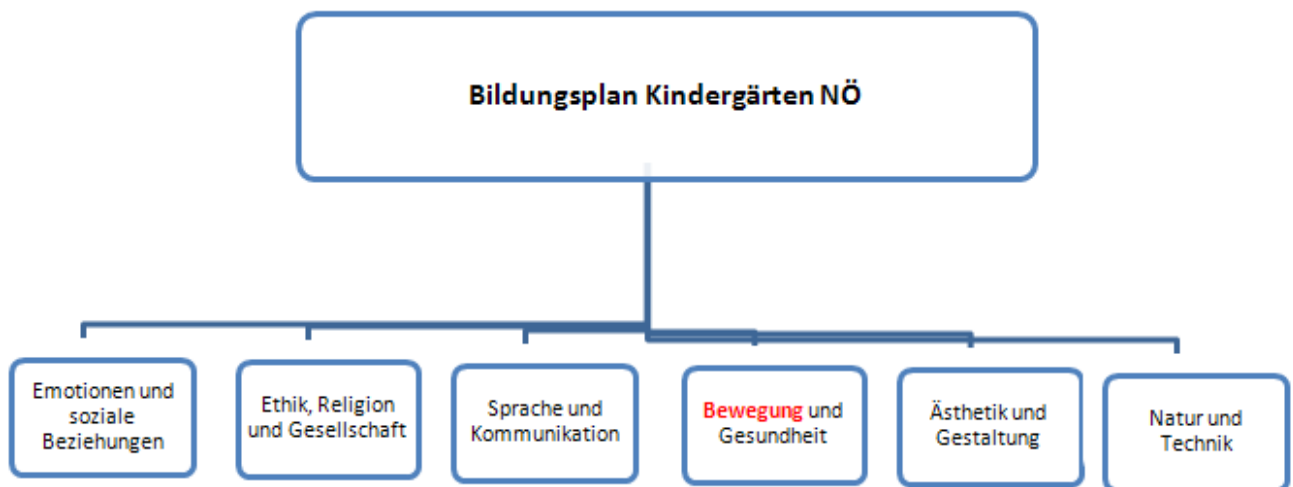 Bildungsplan Kindergärten NÖ
Emotionen und
soziale
Beziehungen
Ethik, Religion
und Gesellschaft
Sprache und
Kommunikation
Bewegung und
Gesundheit
Ästhetik und
Gestaltung
Natur und
Technik